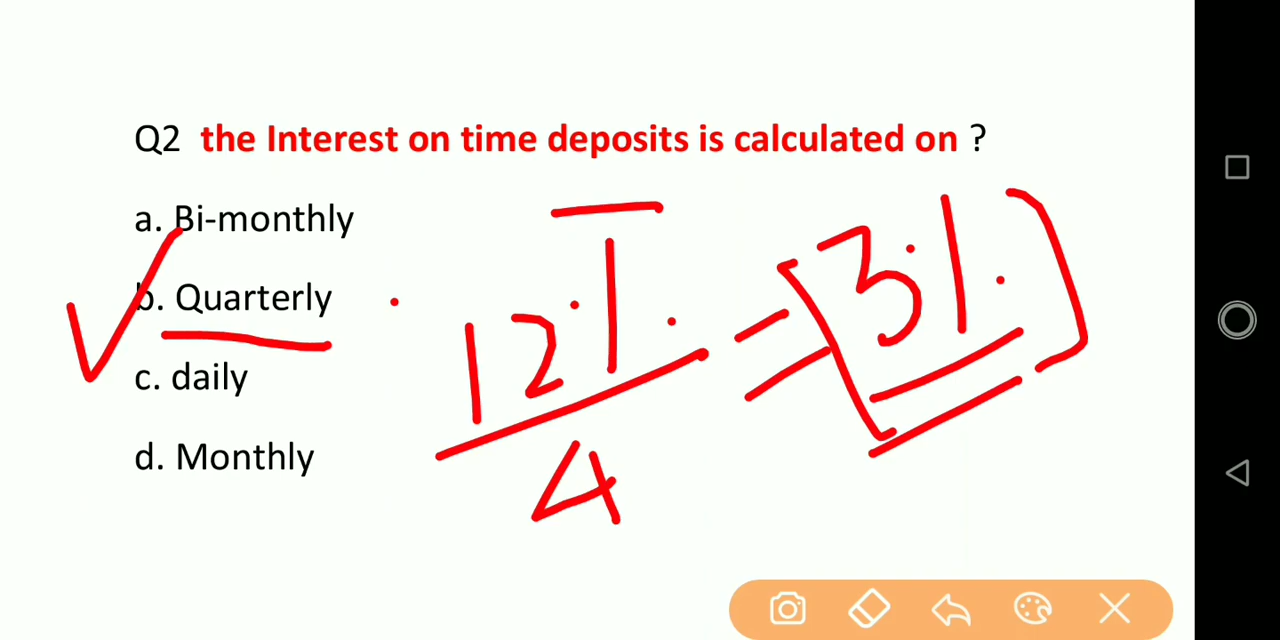 Q2 the Interest on time deposits is calculated on ?
a. Bi-monthly
b. Quarterly
c. daily
d. Monthly
12%
4
= (3%)